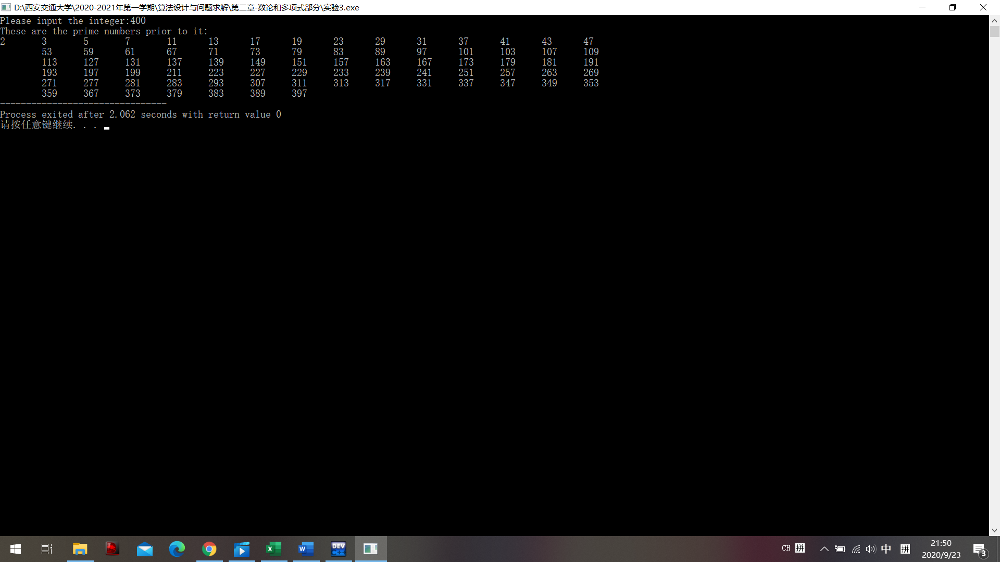 D:\西安交通大学\2020-2021年第一学期\算法设计与问题求解\第二章-数论和多项式部分\实验3.exe
Please input the integer:400
These are the prime numbers prior to it:
2 3 5 7 11 13 17 19 23 29 31 37 41 43 47
53 59 61 67 71 73 79 83 89 97 101 103 107 109
113 127 131 137 139 149 151 157 163 167 173 179 181 191
193 197 199 211 223 227 229 233 239 241 251 257 263 269
271 277 281 283 293 307 311 313 317 331 337 347 349 353
359 367 373 379 383 389 397
--------------------------------
Process exited after 2.062 seconds with return value 0
请按任意键继续. . .
DEV C++
CH 拼 中 拼
21:50
2020/9/23
3